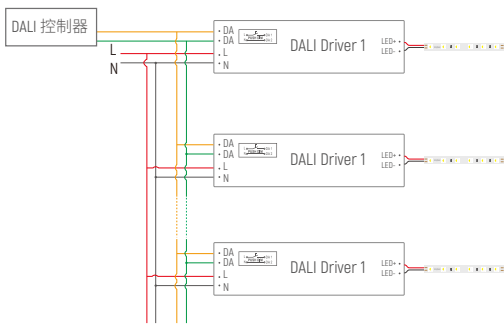 DALI 控制器
L
N
DA
DA
L
N
DALI Driver 1
LED+
LED-
DA
DA
L
N
DALI Driver 1
LED+
LED-
DA
DA
L
N
DALI Driver 1
LED+
LED-